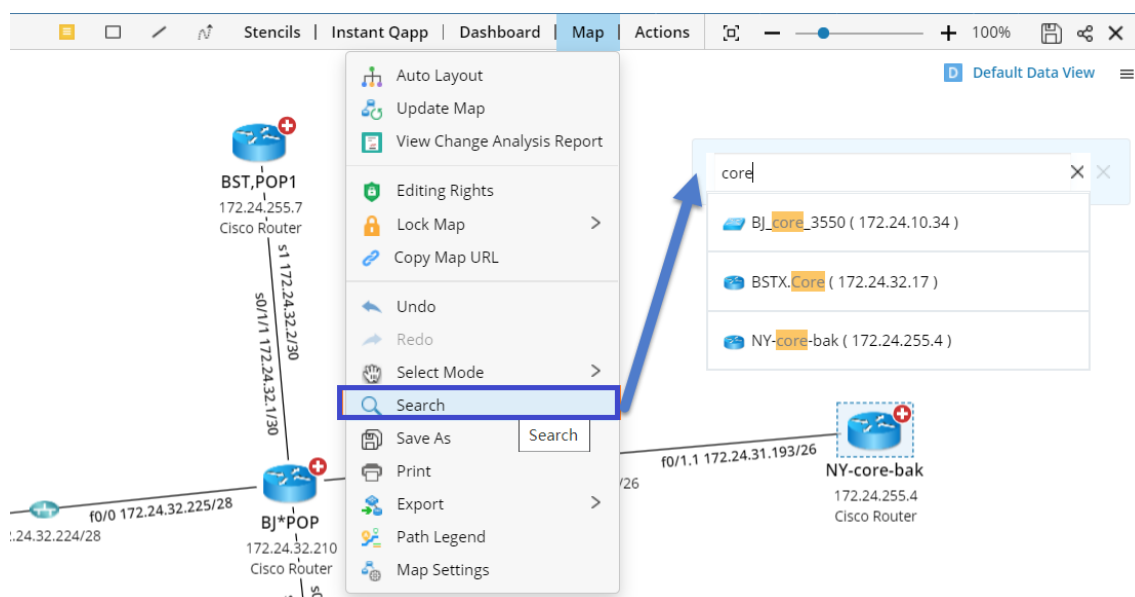 Stencils | Instant Qapp | Dashboard | Map | Actions
100%
D Default Data View
Auto Layout
Update Map
View Change Analysis Report
Editing Rights
Lock Map
Copy Map URL
Undo
Redo
Select Mode
Search
Save As
Search
Print
Export
Path Legend
Map Settings
core
BJ_core_3550 ( 172.24.10.34 )
BSTX.Core ( 172.24.32.17 )
NY-core-bak ( 172.24.255.4 )
BST,POP1
172.24.255.7
Cisco Router
s1 172.24.32.2/30
s0/1/1 172.24.32.1/30
f0/0 172.24.32.225/28
.24.32.224/28
BJ*POP
172.24.32.210
Cisco Router
f0/1.1 172.24.31.193/26
/26
NY-core-bak
172.24.255.4
Cisco Router